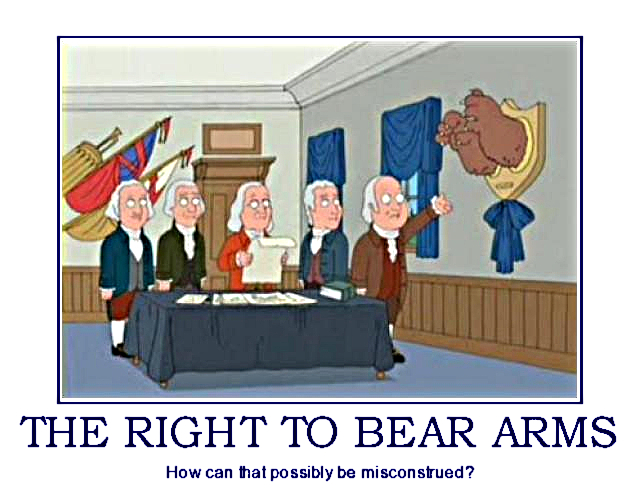 THE RIGHT TO BEAR ARMS
How can that possibly be misconstrued?